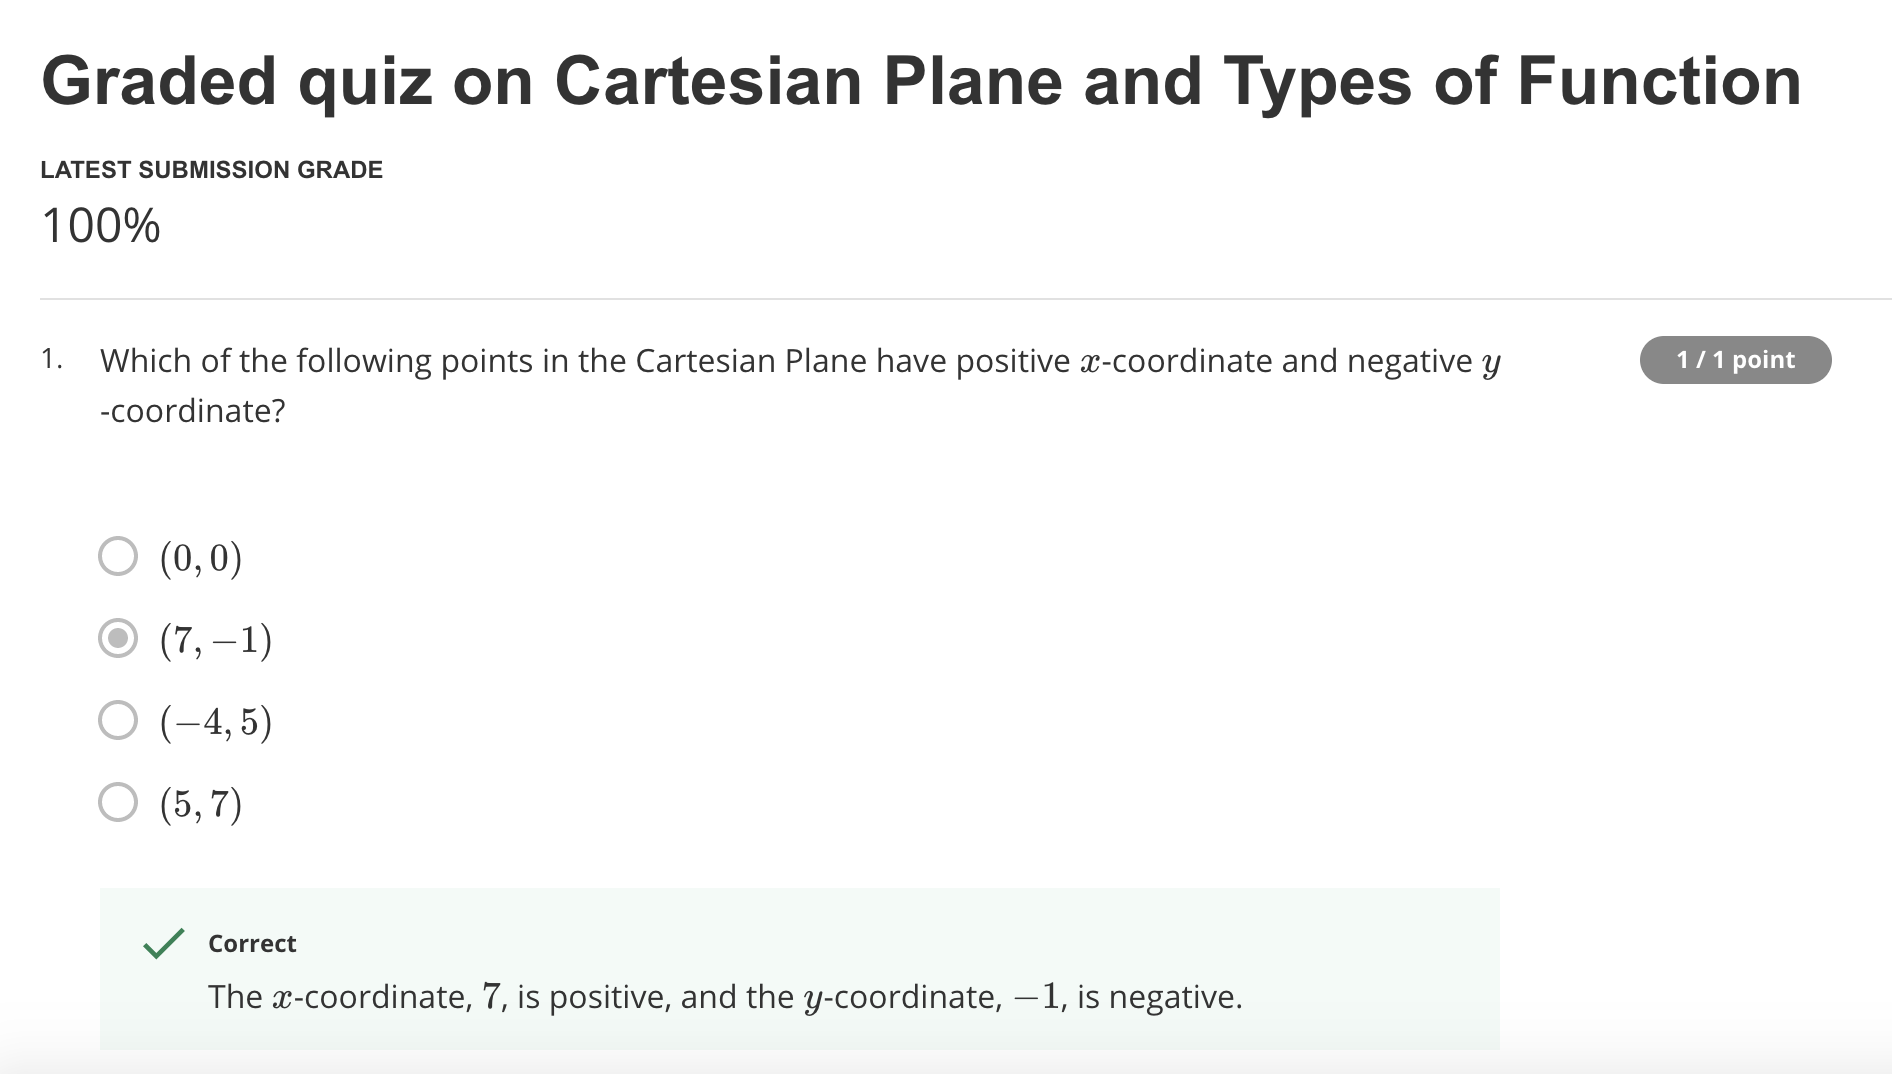 Graded quiz on Cartesian Plane and Types of Function
LATEST SUBMISSION GRADE
100%
1. Which of the following points in the Cartesian Plane have positive x-coordinate and negative y
-coordinate?
1 / 1 point
(0, 0)
(7, −1)
(−4, 5)
(5, 7)
Correct
The x-coordinate, 7, is positive, and the y-coordinate, −1, is negative.